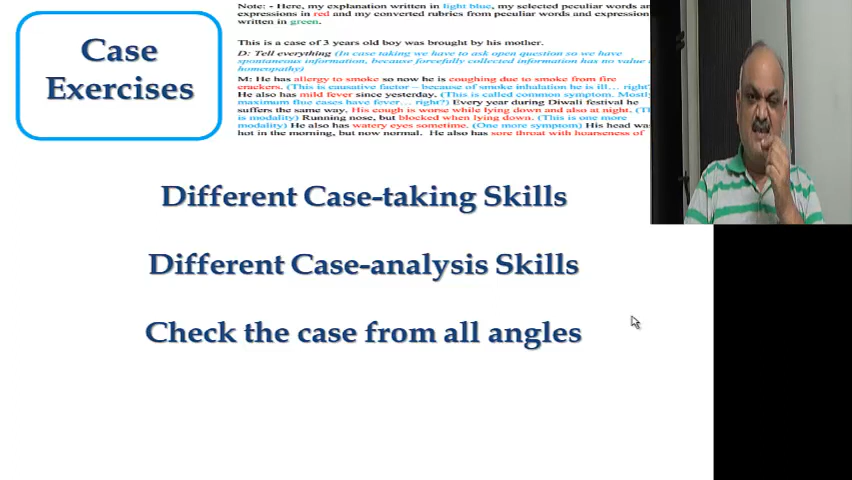 Case
Exercises
Note: - Here, my explanation written in light blue, my selected peculiar words an
expressions in red and my converted rubrics from peculiar words and expression
written in green.
This is a case of 3 years old boy was brought by his mother.
D: Tell everything (In case taking we have to ask open question so we have
spontaneous information, because forcefully collected information has no value
homeopathy)
M: He has allergy to smoke so now he is coughing due to smoke from fire
crackers. (This is causative factor – because of smoke inhalation he is ill... right
He also has mild fever since yesterday. (This is called common symptom. Mostl
maximum flue cases have fever... right?) Every year during Diwali festival he
suffers the same way. His cough is worse while lying down and also at night. (T
is modality) Running nose, but blocked when lying down. (This is one more
modality) He also has watery eyes sometime. (One more symptom) His head was
hot in the morning, but now normal. He also has sore throat with hoarseness of
Different Case-taking Skills
Different Case-analysis Skills
Check the case from all angles